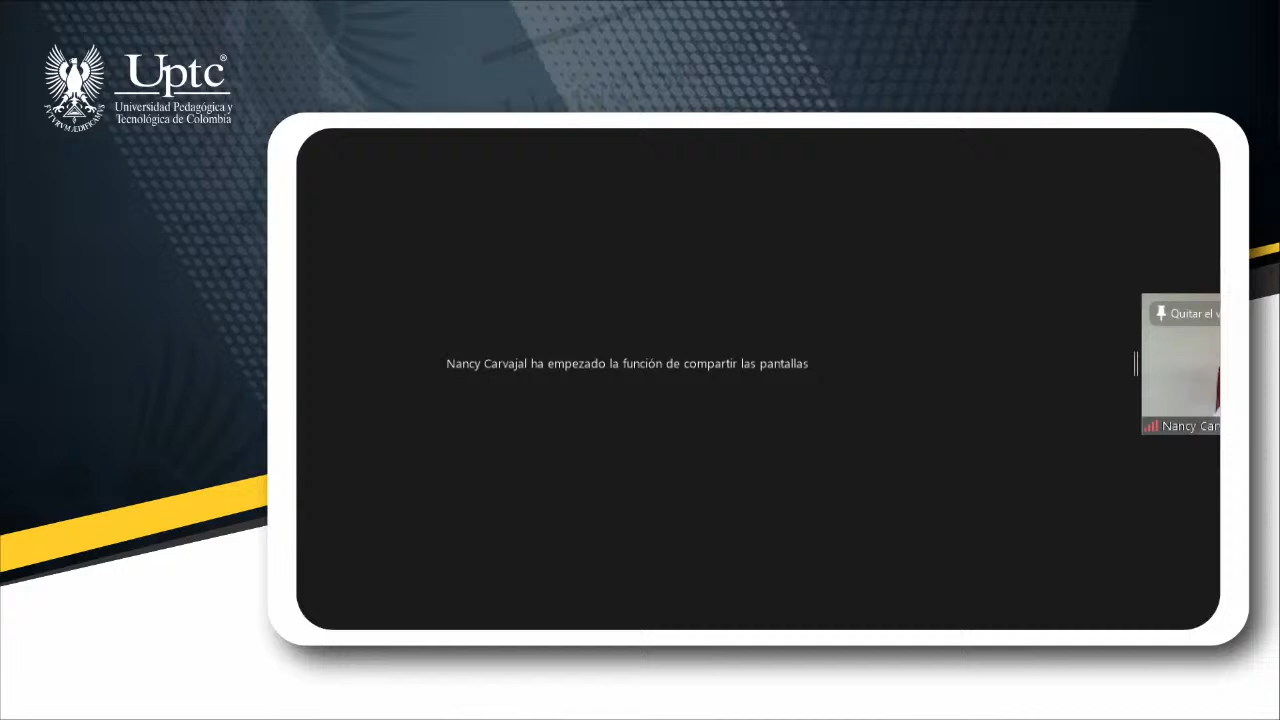 Uptc®
Universidad Pedagógica y
Tecnológica de Colombia
Nancy Carvajal ha empezado la función de compartir las pantallas
Quitar el
Nancy